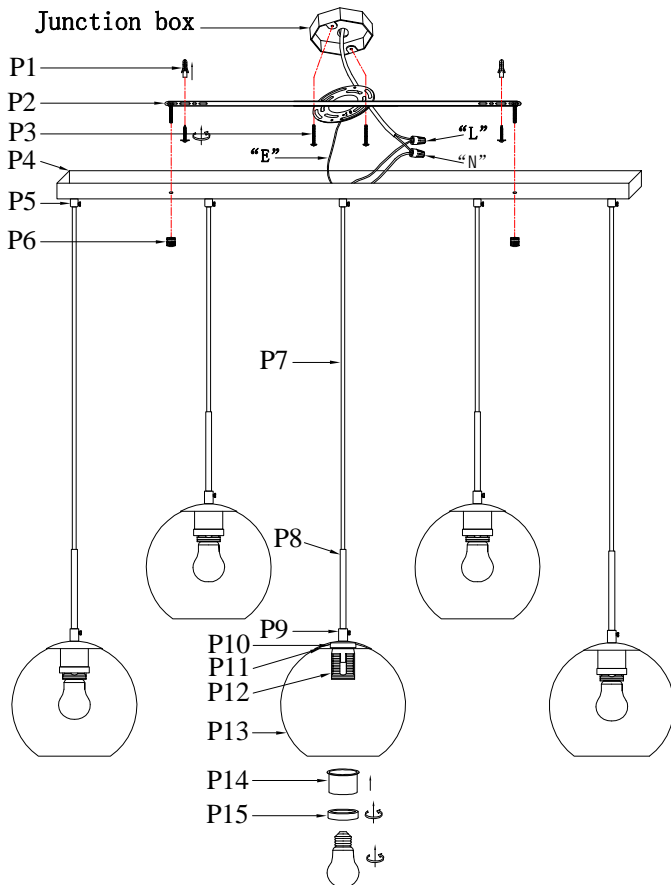 Junction box
P1
P2
P3
"L"
"E"
"N"
P4
P5
P6
P7
P8
P9
P10
P11
P12
P13
P14
P15